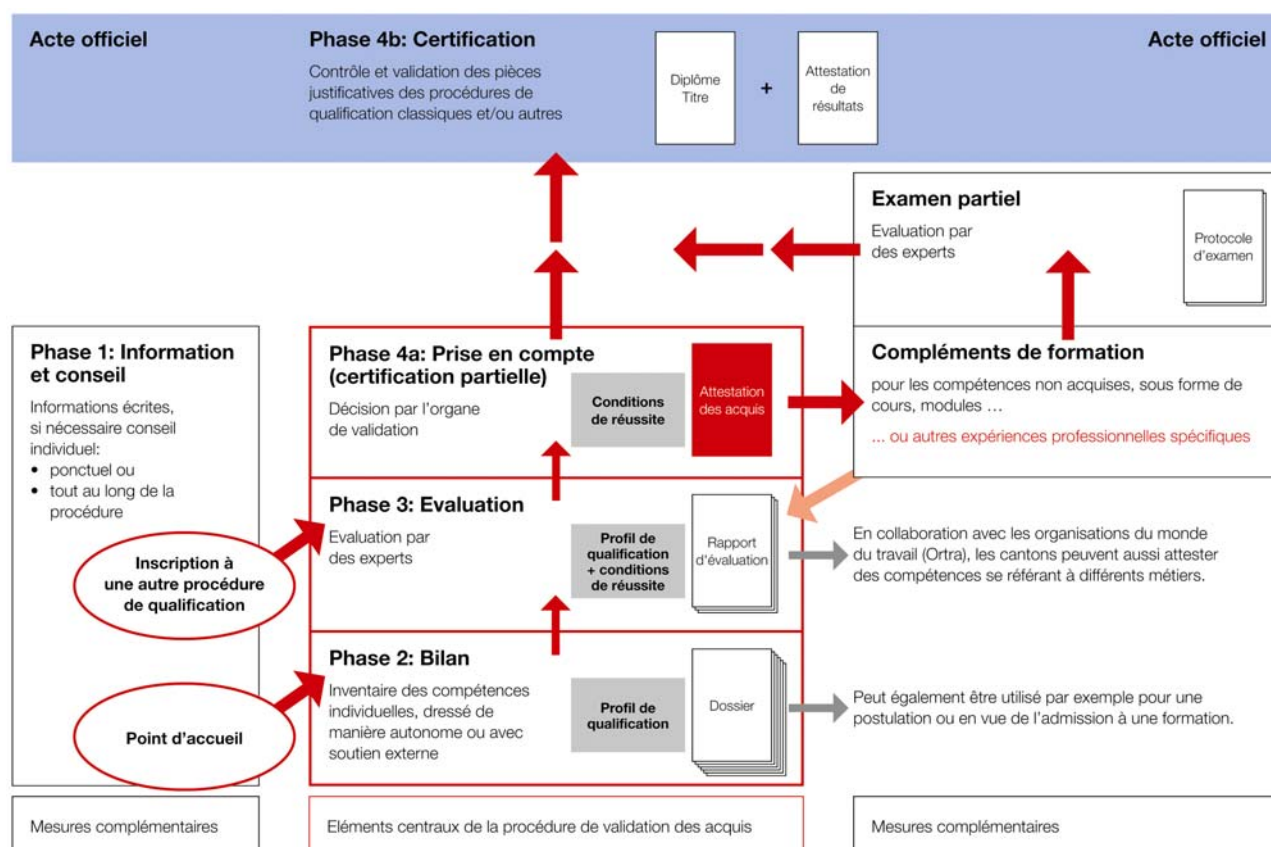 Acte officiel
Phase 4b: Certification
Contrôle et validation des pièces
justificatives des procédures de
qualification classiques et/ou autres
Diplôme
Titre
+
Attestation
de
résultats
Acte officiel
Examen partiel
Evaluation par
des experts
Protocole
d'examen
Phase 1: Information
et conseil
Informations écrites,
si nécessaire conseil
individuel:
• ponctuel ou
• tout au long de la
procédure
Inscription à
une autre procédure
de qualification
Point d'accueil
Phase 4a: Prise en compte
(certification partielle)
Décision par l'organe
de validation
Conditions
de réussite
Attestation
des acquis
Compléments de formation
pour les compétences non acquises, sous forme de
cours, modules ...
... ou autres expériences professionnelles spécifiques
Phase 3: Evaluation
Evaluation par
des experts
Profil de
qualification
+ conditions
de réussite
Rapport
d'évaluation
En collaboration avec les organisations du monde
du travail (Ortra), les cantons peuvent aussi attester
des compétences se référant à différents métiers.
Phase 2: Bilan
Inventaire des compétences
individuelles, dressé de
manière autonome ou avec
soutien externe
Profil de
qualification
Dossier
Peut également être utilisé par exemple pour une
postulation ou en vue de l'admission à une formation.
Mesures complémentaires
Eléments centraux de la procédure de validation des acquis
Mesures complémentaires